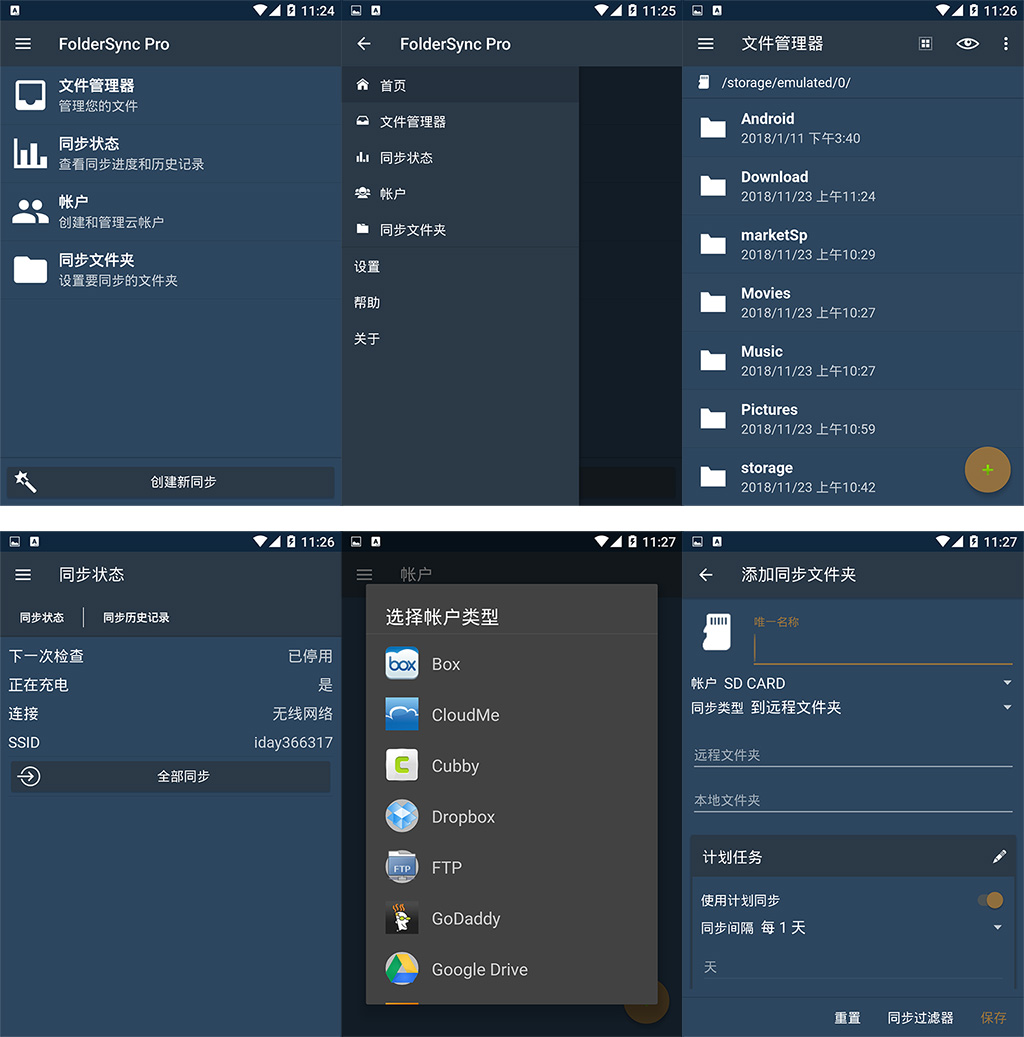 11:24
FolderSync Pro
文件管理器
管理您的文件
同步状态
查看同步进度和历史记录
帐户
创建和管理云帐户
同步文件夹
设置要同步的文件夹
创建新同步
11:25
FolderSync Pro
首页
文件管理器
同步状态
帐户
同步文件夹
设置
帮助
关于
11:26
文件管理器
/storage/emulated/0/
Android
2018/1/11 下午3:40
Download
2018/11/23 上午11:24
marketSp
2018/11/23 上午10:29
Movies
2018/11/23 上午10:27
Music
2018/11/23 上午10:27
Pictures
2018/11/23 上午10:59
storage
2018/11/23 上午10:42
11:26
同步状态
同步状态 同步历史记录
下一次检查 已停用
正在充电 是
连接 无线网络
SSID iday366317
全部同步
11:27
帐户
选择帐户类型
box Box
CloudMe
Cubby
Dropbox
FTP FTP
GoDaddy
Google Drive
11:27
添加同步文件夹
唯一名称
帐户 SD CARD
同步类型 到远程文件夹
远程文件夹
本地文件夹
计划任务
使用计划同步
同步间隔 每 1 天
天
重置 同步过滤器 保存